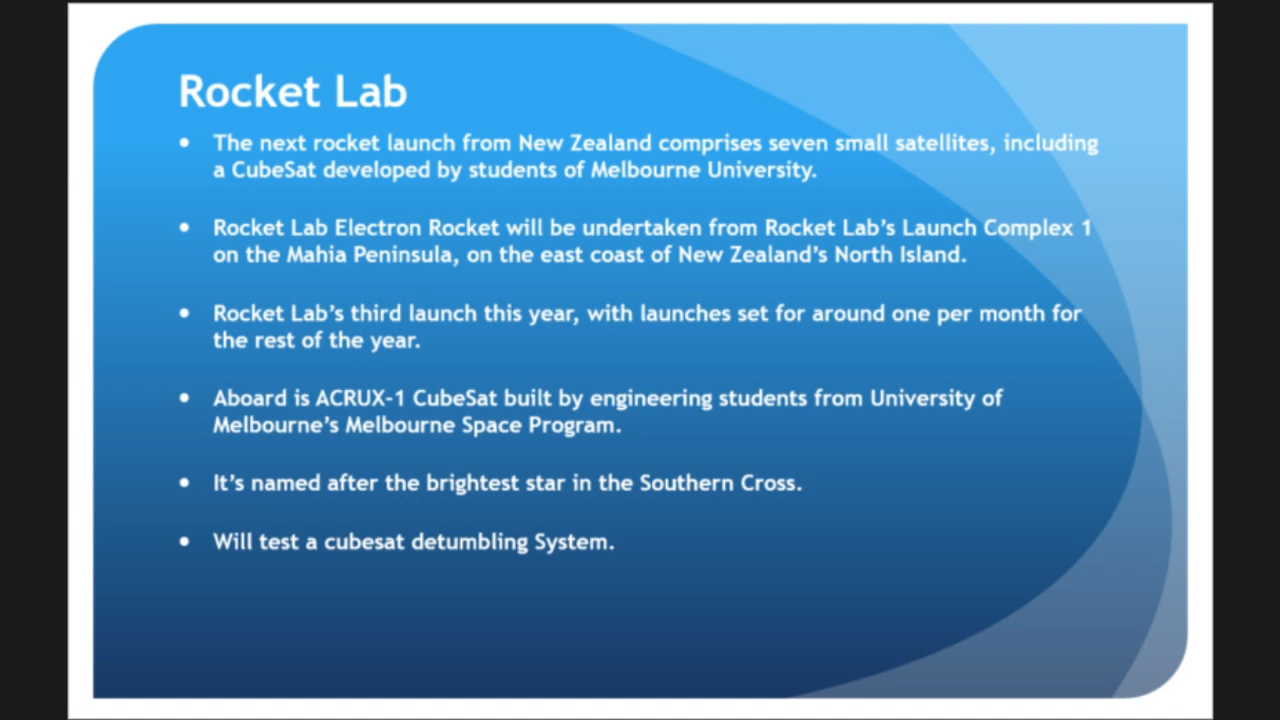 Rocket Lab
• The next rocket launch from New Zealand comprises seven small satellites, including
a CubeSat developed by students of Melbourne University.
• Rocket Lab Electron Rocket will be undertaken from Rocket Lab’s Launch Complex 1
on the Mahia Peninsula, on the east coast of New Zealand’s North Island.
• Rocket Lab’s third launch this year, with launches set for around one per month for
the rest of the year.
• Aboard is ACRUX-1 CubeSat built by engineering students from University of
Melbourne’s Melbourne Space Program.
• It’s named after the brightest star in the Southern Cross.
• Will test a cubesat detumbling System.